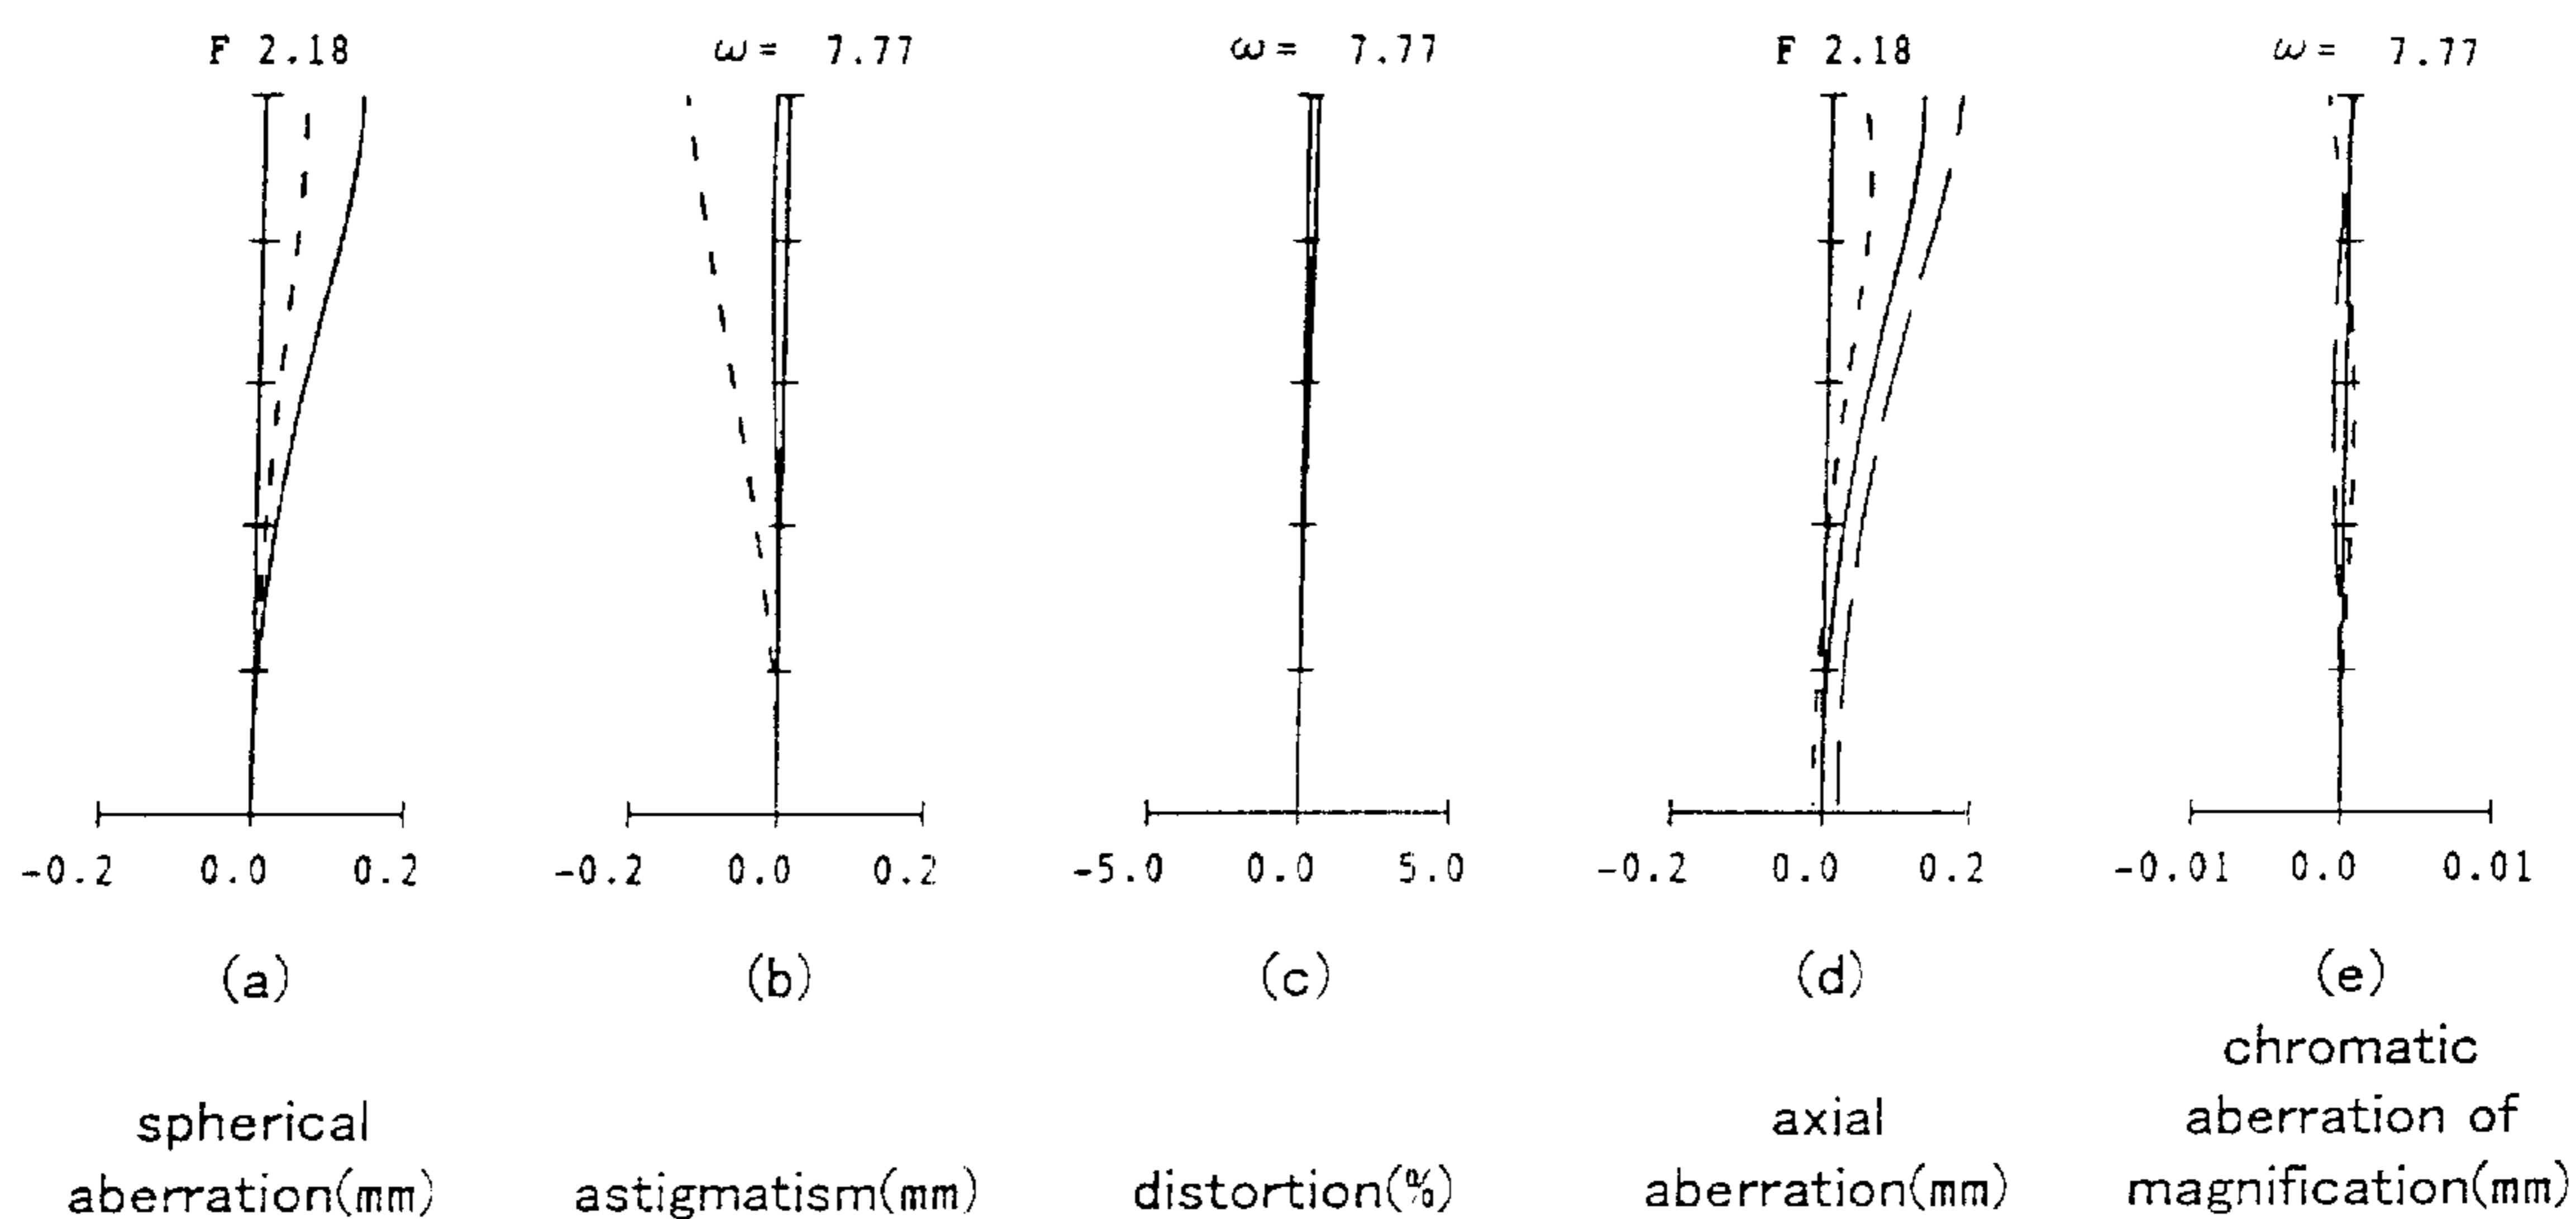 F 2.18
ω = 7.77
ω = 7.77
F 2.18
ω = 7.77
-0.2 0.0 0.2
-0.2 0.0 0.2
-5.0 0.0 5.0
-0.2 0.0 0.2
-0.01 0.0 0.01
(a)
(b)
(c)
(d)
(e)
spherical
aberration(mm)
astigmatism(mm)
distortion(%)
axial
aberration(mm)
chromatic
aberration of
magnification(mm)